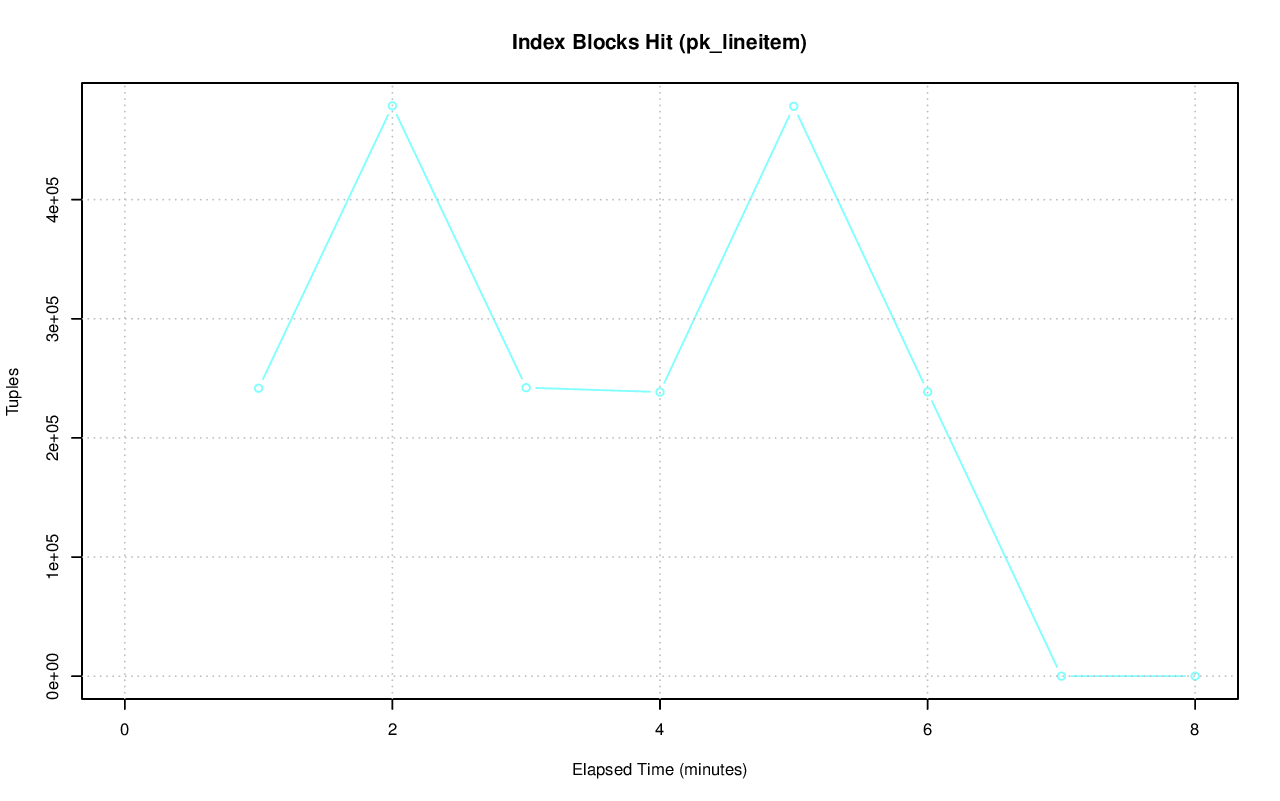 Index Blocks Hit (pk_lineitem)
Tuples
4e+05
3e+05
2e+05
1e+05
0e+00
0 2 4 6 8
Elapsed Time (minutes)